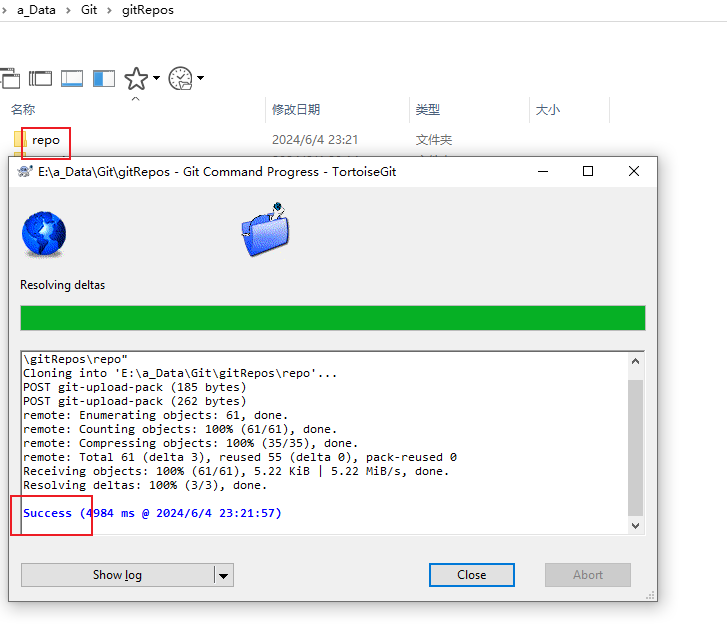 a_Data > Git > gitRepos
名称 修改日期 类型 大小
repo 2024/6/4 23:21 文件夹
E:\a_Data\Git\gitRepos - Git Command Progress - TortoiseGit
Resolving deltas
\gitRepos\repo"
Cloning into 'E:\a_Data\Git\gitRepos\repo'...
POST git-upload-pack (185 bytes)
POST git-upload-pack (262 bytes)
remote: Enumerating objects: 61, done.
remote: Counting objects: 100% (61/61), done.
remote: Compressing objects: 100% (35/35), done.
remote: Total 61 (delta 3), reused 55 (delta 0), pack-reused 0
Receiving objects: 100% (61/61), 5.22 KiB | 5.22 MiB/s, done.
Resolving deltas: 100% (3/3), done.
Success (4984 ms @ 2024/6/4 23:21:57)
Show log Close Abort